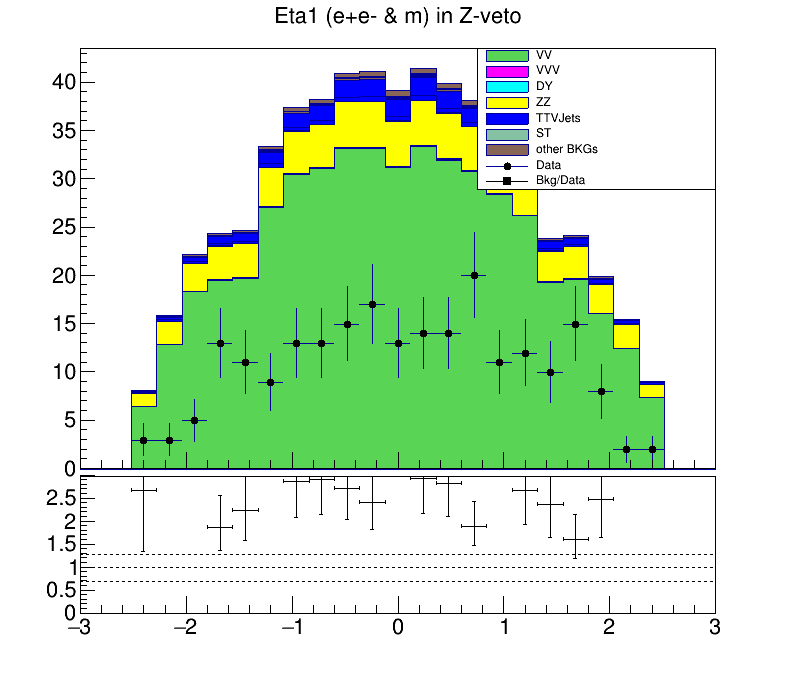 Eta1 (e+e- & m) in Z-veto
40
35
30
25
20
15
10
5
0
VV
VVV
DY
ZZ
TTVJets
ST
other BKGs
Data
Bkg/Data
2.5
2
1.5
1
0.5
0
−3 −2 −1 0 1 2 3